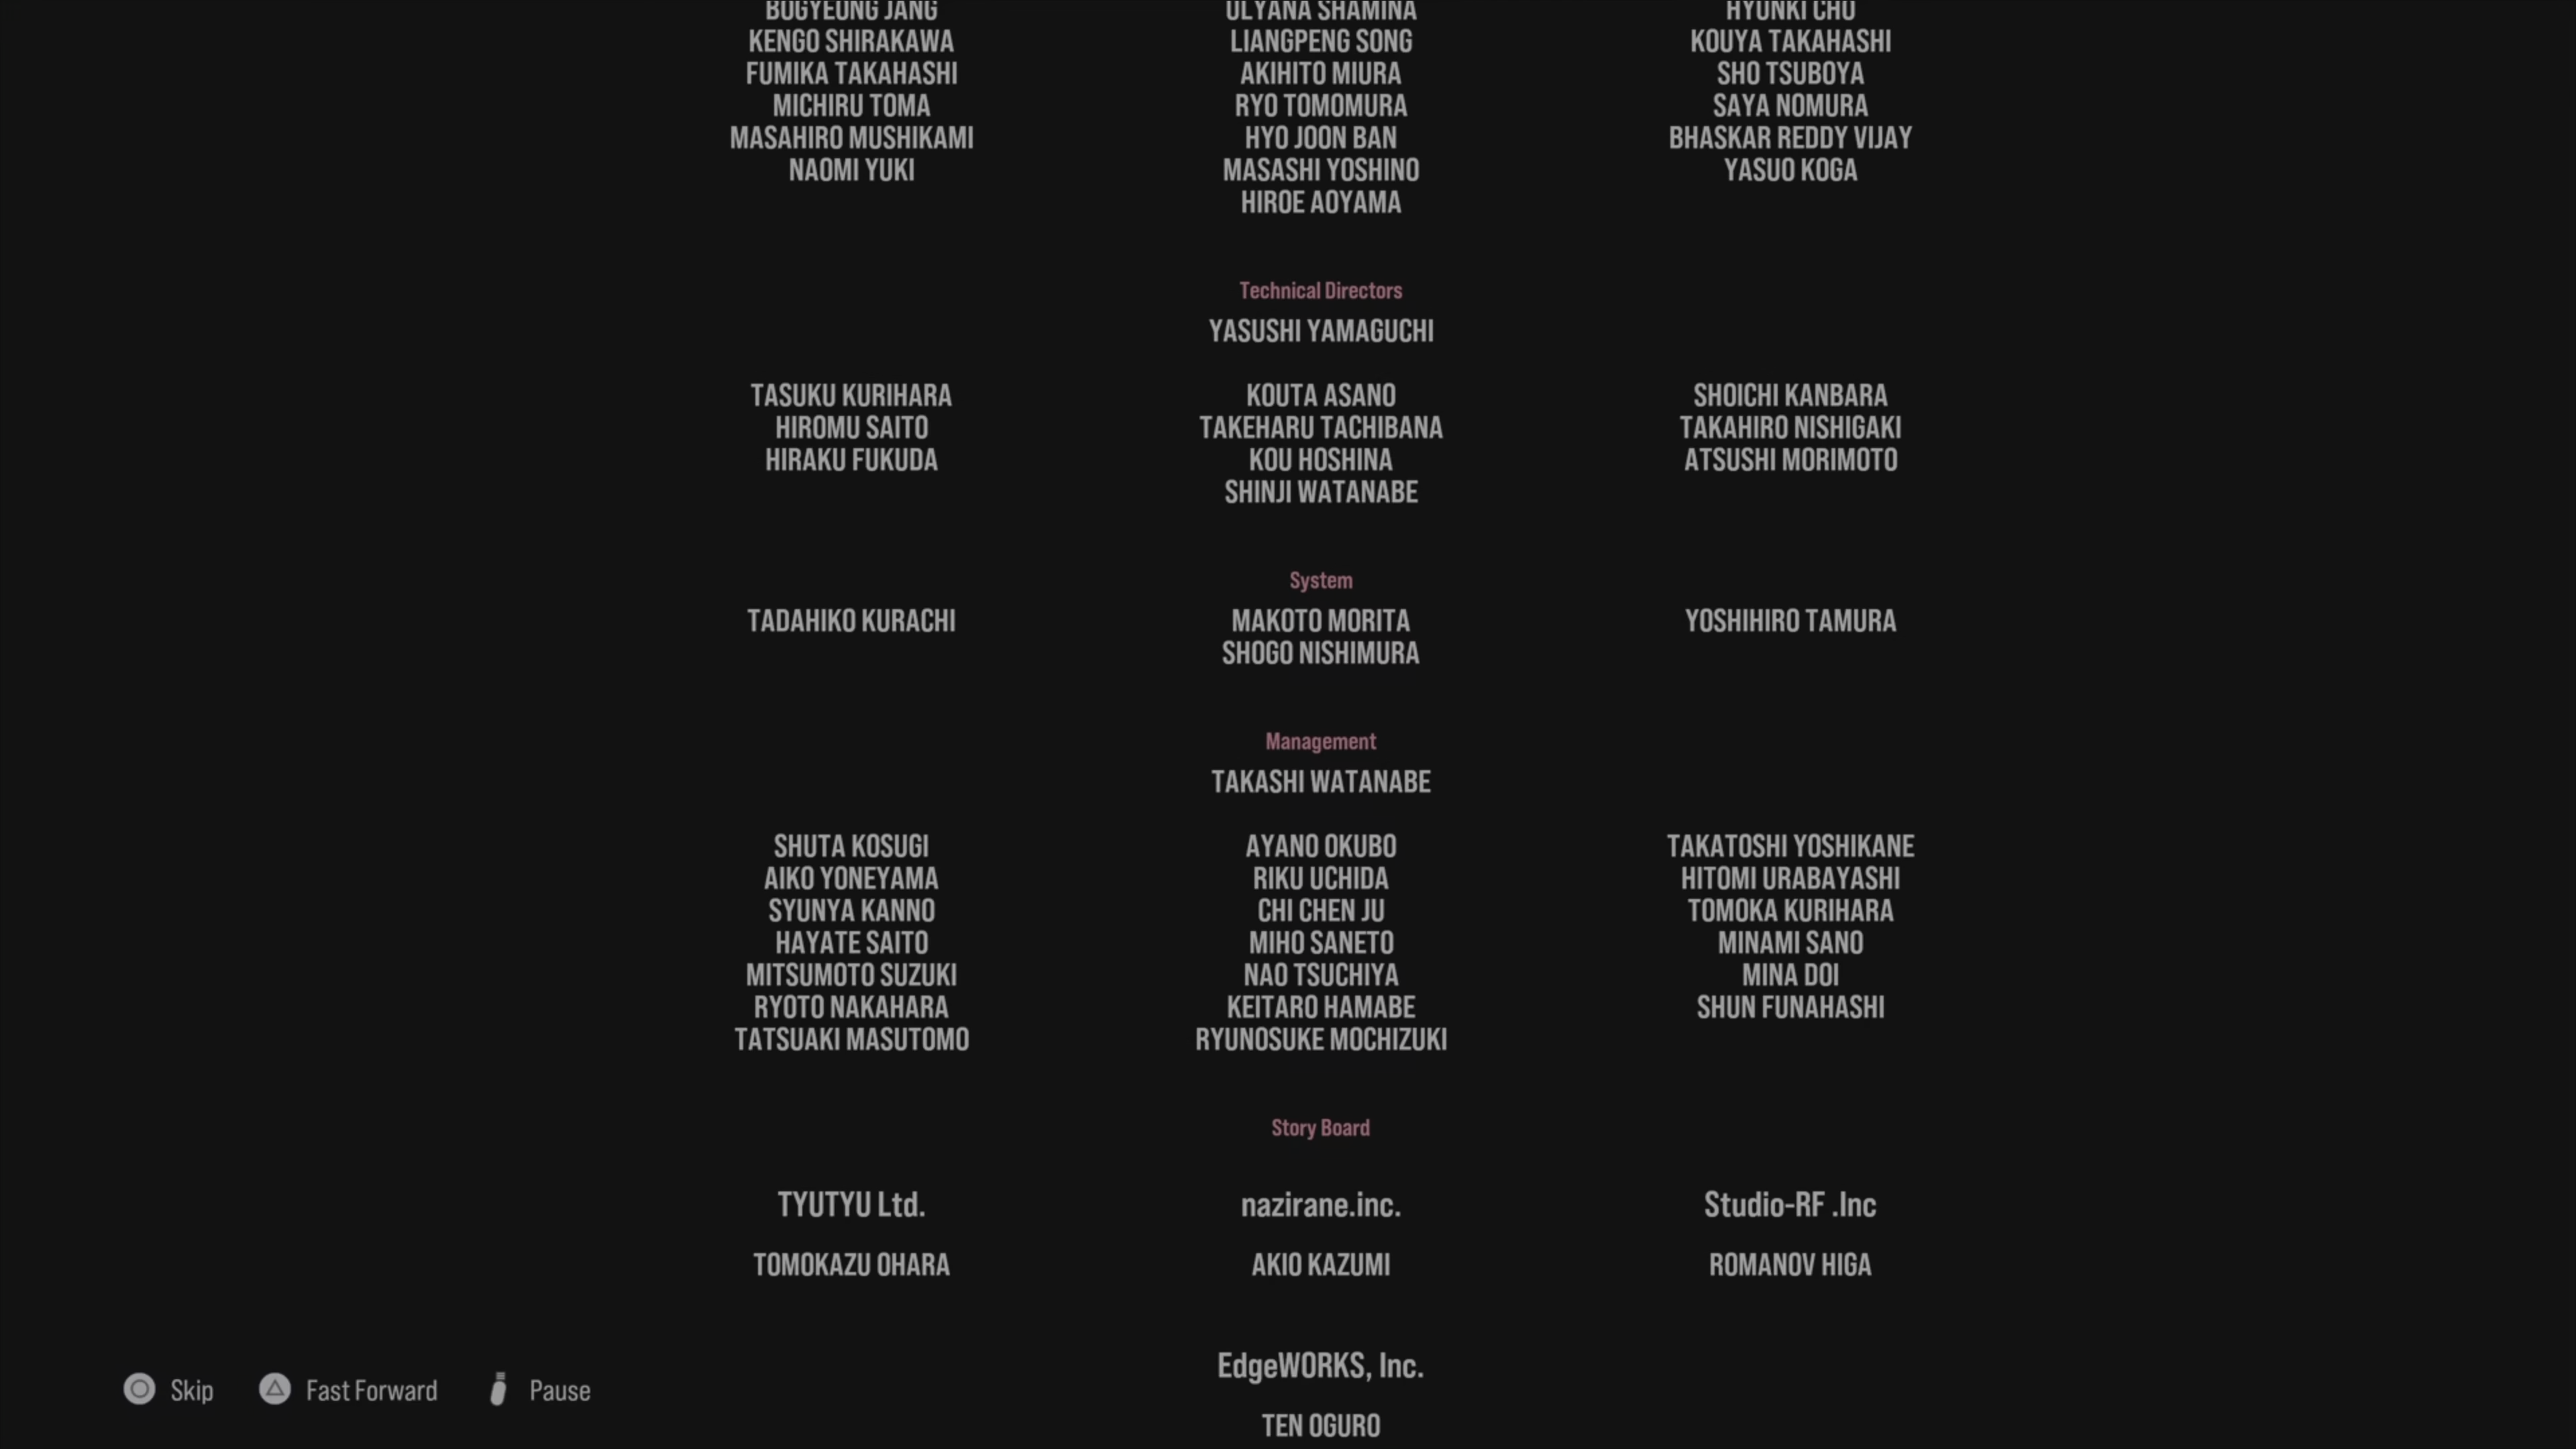 BOGYEONG JANG ULYANA SHAMINA HYUNKI CHU
KENGO SHIRAKAWA LIANGPENG SONG KOUYA TAKAHASHI
FUMIKA TAKAHASHI AKIHITO MIURA SHO TSUBOYA
MICHIRU TOMA RYO TOMOMURA SAYA NOMURA
MASAHIRO MUSHIKAMI HYO JOON BAN BHASKAR REDDY VIJAY
NAOMI YUKI MASASHI YOSHINO YASUO KOGA
HIROE AOYAMA
Technical Directors
YASUSHI YAMAGUCHI
TASUKU KURIHARA KOUTA ASANO SHOICHI KANBARA
HIROMU SAITO TAKEHARU TACHIBANA TAKAHIRO NISHIGAKI
HIRAKU FUKUDA KOU HOSHINA ATSUSHI MORIMOTO
SHINJI WATANABE
System
TADAHIKO KURACHI MAKOTO MORITA YOSHIHIRO TAMURA
SHOGO NISHIMURA
Management
TAKASHI WATANABE
SHUTA KOSUGI AYANO OKUBO TAKATOSHI YOSHIKANE
AIKO YONEYAMA RIKU UCHIDA HITOMI URABAYASHI
SYUNYA KANNO CHI CHEN JU TOMOKA KURIHARA
HAYATE SAITO MIHO SANETO MINAMI SANO
MITSUMOTO SUZUKI NAO TSUCHIYA MINA DOI
RYOTO NAKAHARA KEITARO HAMABE SHUN FUNAHASHI
TATSUAKI MASUTOMO RYUNOSUKE MOCHIZUKI
Story Board
TYUTYU Ltd. nazirane.inc. Studio-RF .Inc
TOMOKAZU OHARA AKIO KAZUMI ROMANOV HIGA
EdgeWORKS, Inc.
Skip Fast Forward Pause
TEN OGURO